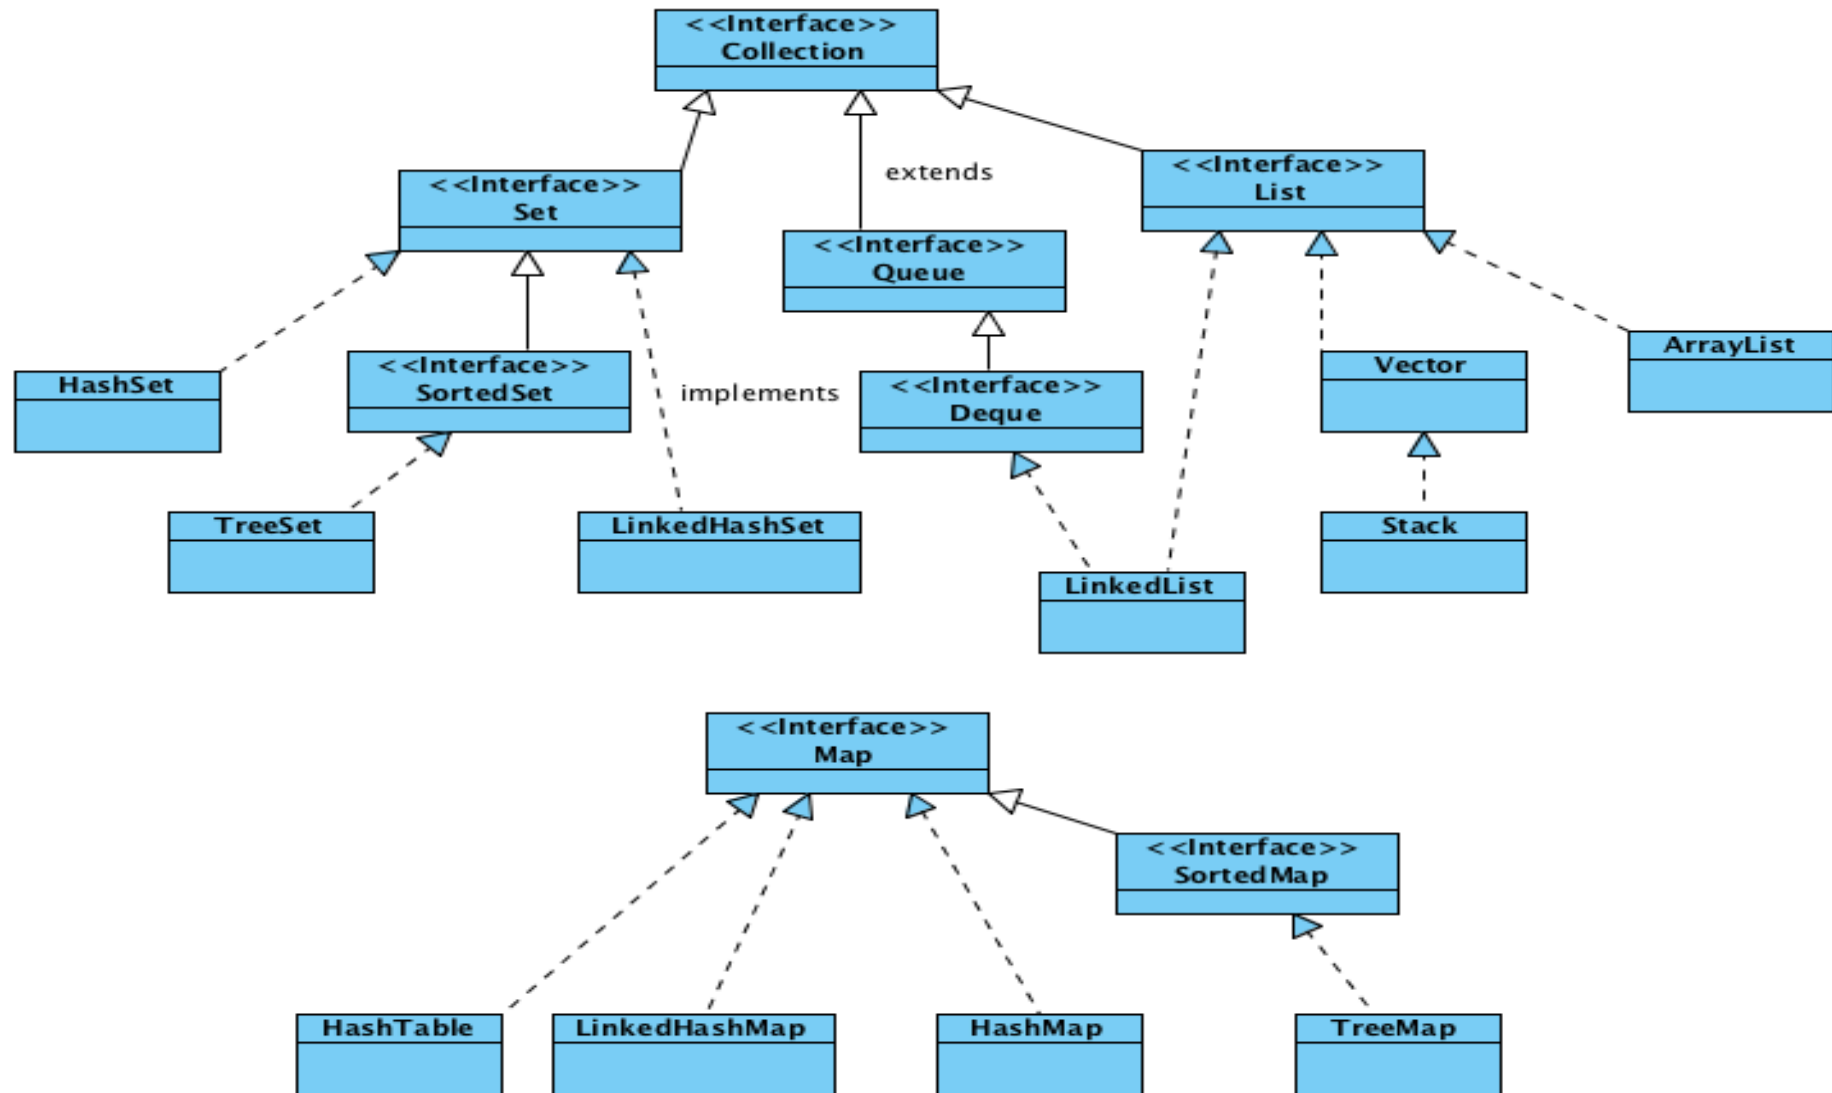 <<Interface>>
Collection
<<Interface>>
Set
extends
<<Interface>>
List
<<Interface>>
Queue
HashSet
<<Interface>>
SortedSet
implements
<<Interface>>
Deque
Vector
ArrayList
TreeSet
LinkedHashSet
LinkedList
Stack
<<Interface>>
Map
<<Interface>>
SortedMap
HashTable
LinkedHashMap
HashMap
TreeMap